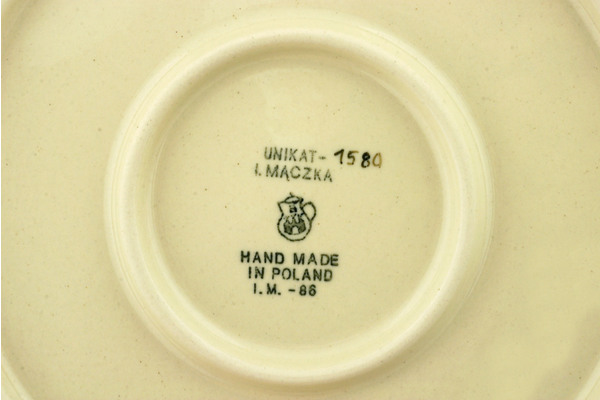 UNIKAT- 1580
I. MĄCZKA
HAND MADE
IN POLAND
I.M. -86